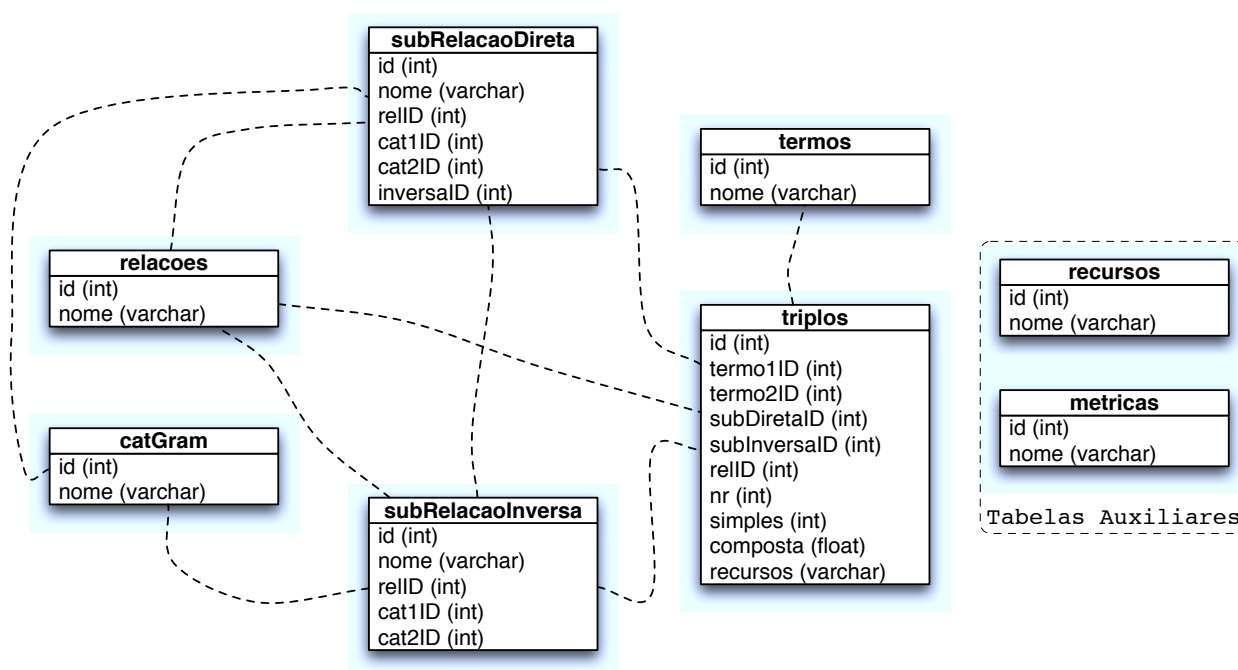 subRelacaoDireta
id (int)
nome (varchar)
relID (int)
cat1ID (int)
cat2ID (int)
inversaID (int)
termos
id (int)
nome (varchar)
relacoes
id (int)
nome (varchar)
recursos
id (int)
nome (varchar)
triplos
id (int)
termo1ID (int)
termo2ID (int)
subDiretaID (int)
subInversaID (int)
relID (int)
nr (int)
simples (int)
composta (float)
recursos (varchar)
metricas
id (int)
nome (varchar)
Tabelas Auxiliares
catGram
id (int)
nome (varchar)
subRelacaoInversa
id (int)
nome (varchar)
relID (int)
cat1ID (int)
cat2ID (int)